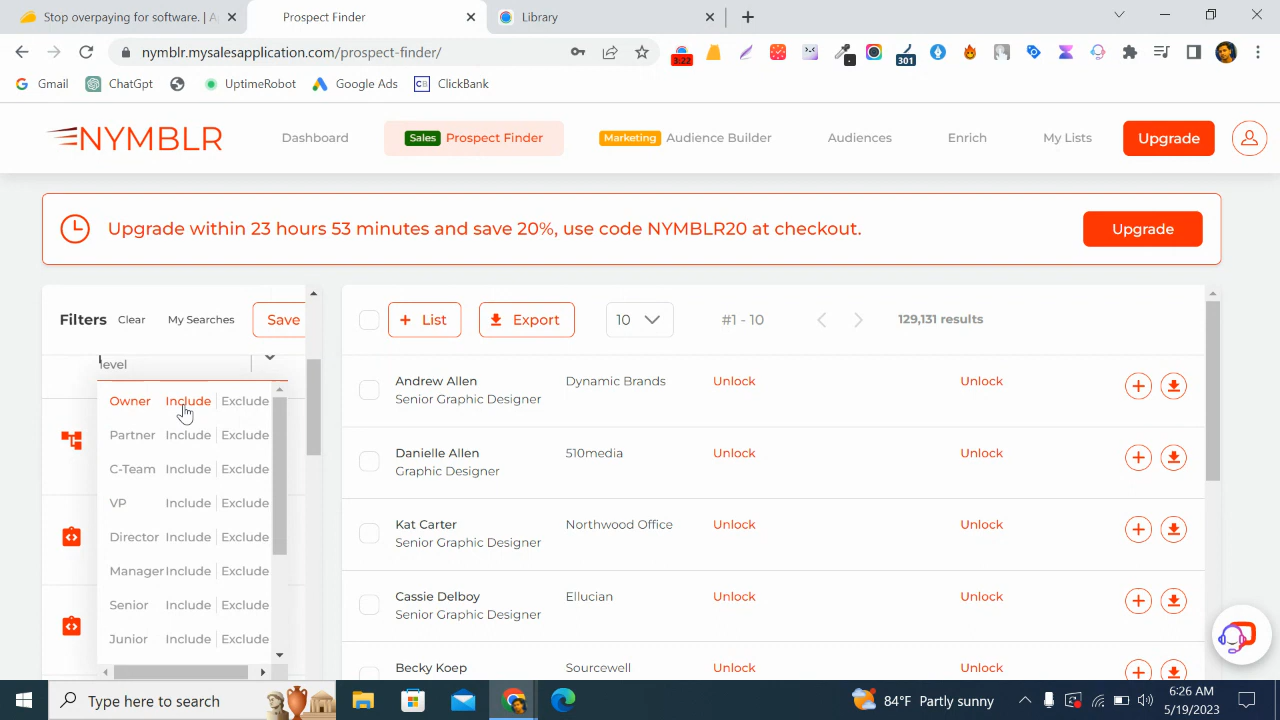 Stop overpaying for software. | A
Prospect Finder
Library
nymblr.mysalesapplication.com/prospect-finder/
3:22
301
Gmail
ChatGpt
UptimeRobot
Google Ads
ClickBank
NYMBLR
Dashboard
Sales Prospect Finder
Marketing Audience Builder
Audiences
Enrich
My Lists
Upgrade
Upgrade within 23 hours 53 minutes and save 20%, use code NYMBLR20 at checkout.
Upgrade
Filters
Clear
My Searches
Save
+ List
Export
10
#1 - 10
129,131 results
level
Owner Include Exclude
Partner Include Exclude
C-Team Include Exclude
VP Include Exclude
Director Include Exclude
Manager Include Exclude
Senior Include Exclude
Junior Include Exclude
Andrew Allen Dynamic Brands Unlock Unlock
Senior Graphic Designer
Danielle Allen 510media Unlock Unlock
Graphic Designer
Kat Carter Northwood Office Unlock Unlock
Senior Graphic Designer
Cassie Delboy Ellucian Unlock Unlock
Senior Graphic Designer
Becky Koep Sourcewell Unlock Unlock
Type here to search
84°F Partly sunny
6:26 AM
5/19/2023